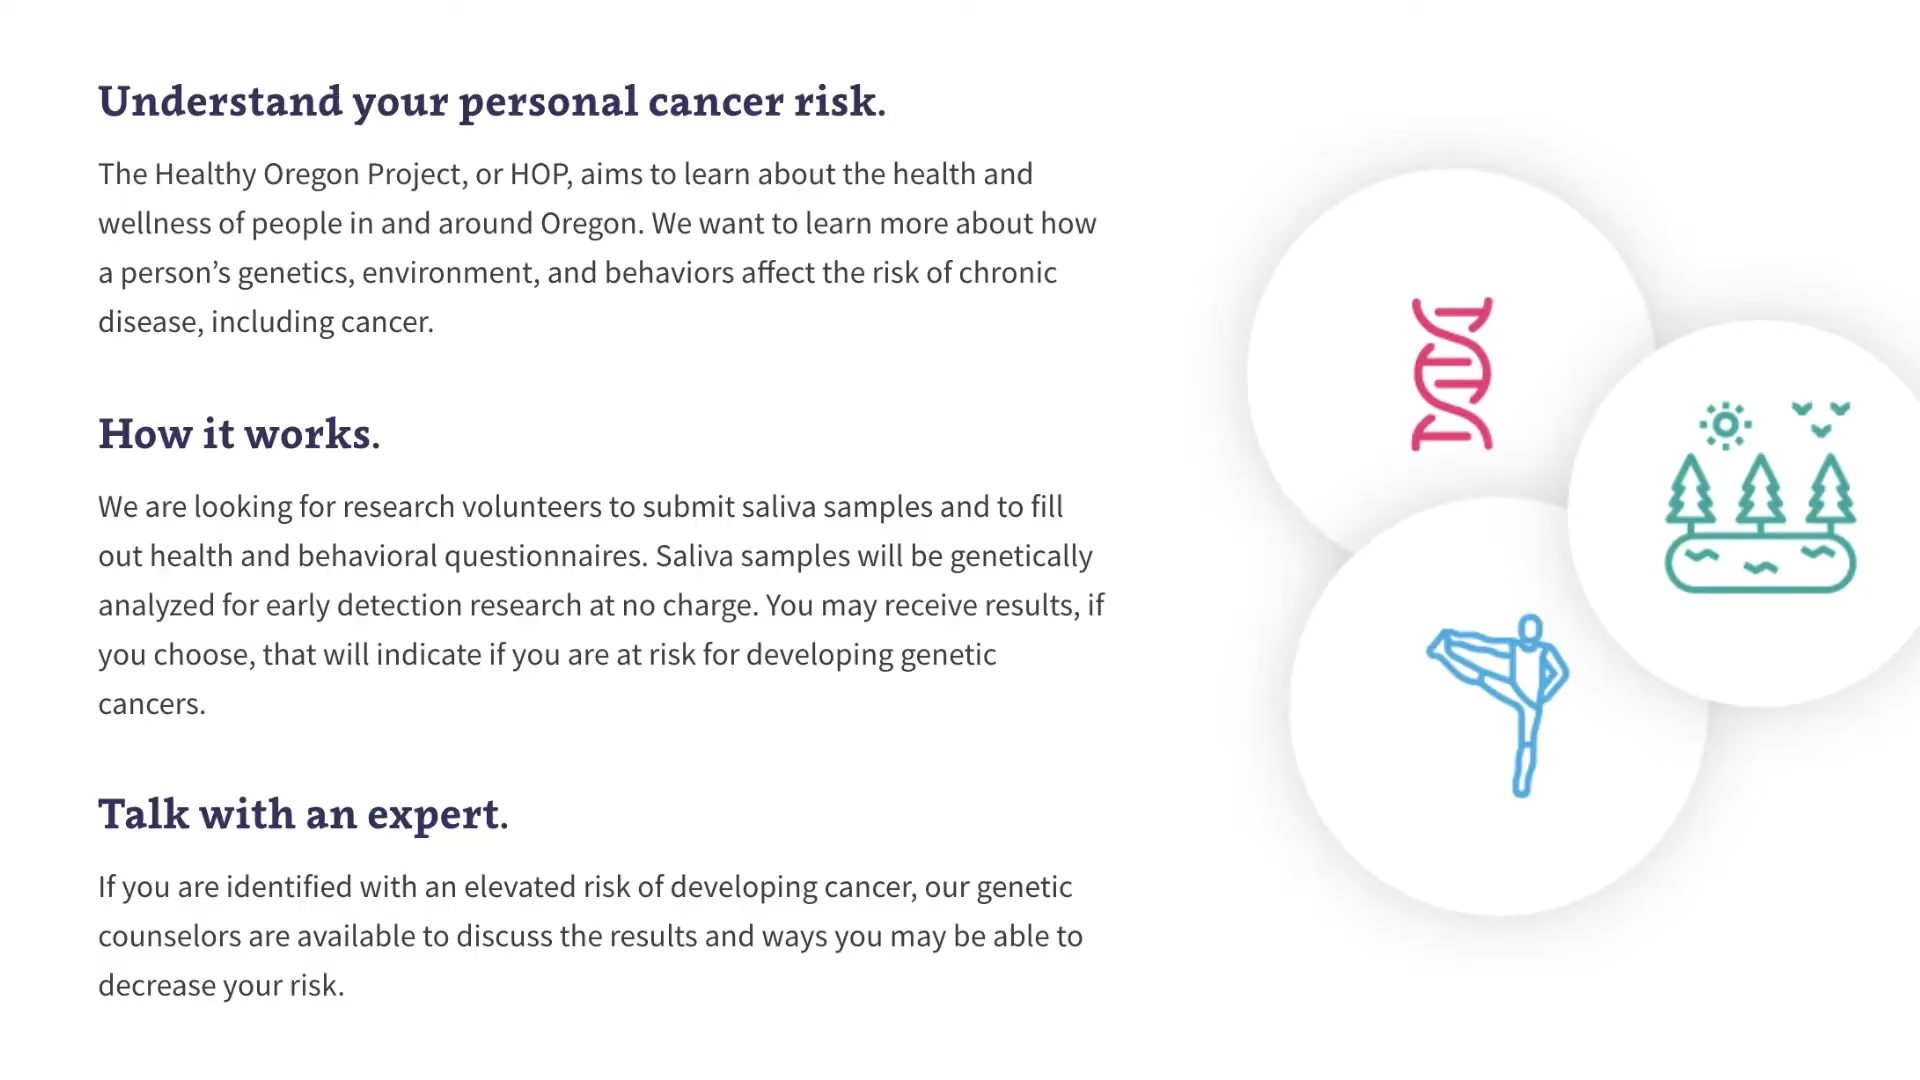 Understand your personal cancer risk.
The Healthy Oregon Project, or HOP, aims to learn about the health and
wellness of people in and around Oregon. We want to learn more about how
a person’s genetics, environment, and behaviors affect the risk of chronic
disease, including cancer.
How it works.
We are looking for research volunteers to submit saliva samples and to fill
out health and behavioral questionnaires. Saliva samples will be genetically
analyzed for early detection research at no charge. You may receive results, if
you choose, that will indicate if you are at risk for developing genetic
cancers.
Talk with an expert.
If you are identified with an elevated risk of developing cancer, our genetic
counselors are available to discuss the results and ways you may be able to
decrease your risk.